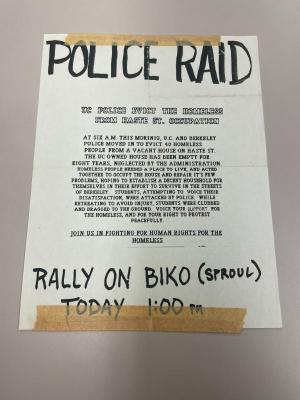 POLICE RAID
UC POLICE EVICT THE HOMELESS
FROM HASTE ST. OCCUPATION
AT SIX A.M. THIS MORINIG, U.C. AND BERKELEY
POLICE MOVED IN TO EVICT 40 HOMELESS
PEOPLE FROM A VACANT HOUSE ON HASTE ST.
THE UC OWNED HOUSE HAS BEEN EMPTY FOR
EIGHT YEARS, NEGLECTED BY THE ADMINISTRATION.
HOMELESS PEOPLE NEEDED A PLACE TO LIVE, AND ACTED
TOGETHER TO OCCUPY THE HOUSE AND REPAIR IT'S FEW
PROBLEMS, HOPING TO ESTABLISH A DECENT HOUSEHOLD FOR
THEMSELVES IN THEIR EFFORT TO SURVIVE IN THE STREETS
OF BERKELEY. STUDENTS, ATTEMPTING TO VOICE THEIR
DISATISFACTION, WERE ATTACKED BY POLICE. WHILE
RETREATING TO AVOID INJURY, STUDENTS WERE CLUBBED
AND DRAGGED TO THE GROUND. VOICE YOUR SUPPORT FOR
THE HOMELESS, AND FOR YOUR RIGHT TO PROTEST
PEACEFULLY.
JOIN US IN FIGHTING FOR HUMAN RIGHTS FOR THE
HOMELESS
RALLY ON BIKO (SPROUL)
TODAY 1:00 PM